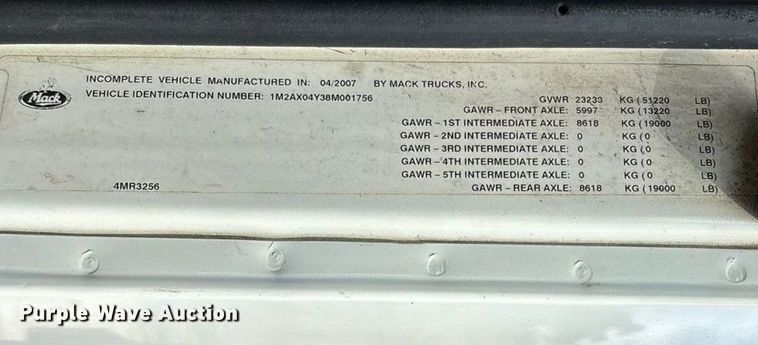 Mack
INCOMPLETE VEHICLE MANUFACTURED IN: 04/2007 BY MACK TRUCKS, INC.
VEHICLE IDENTIFICATION NUMBER: 1M2AX04Y38M001756
GVWR 23233 KG ( 51220 LB)
GAWR - FRONT AXLE: 5997 KG ( 13220 LB)
GAWR - 1ST INTERMEDIATE AXLE: 8618 KG ( 19000 LB)
GAWR - 2ND INTERMEDIATE AXLE: 0 KG ( 0 LB)
GAWR - 3RD INTERMEDIATE AXLE: 0 KG ( 0 LB)
GAWR - 4TH INTERMEDIATE AXLE: 0 KG ( 0 LB)
GAWR - 5TH INTERMEDIATE AXLE: 0 KG ( 0 LB)
4MR3256 GAWR - REAR AXLE: 8618 KG ( 19000 LB)
Purple Wave Auction